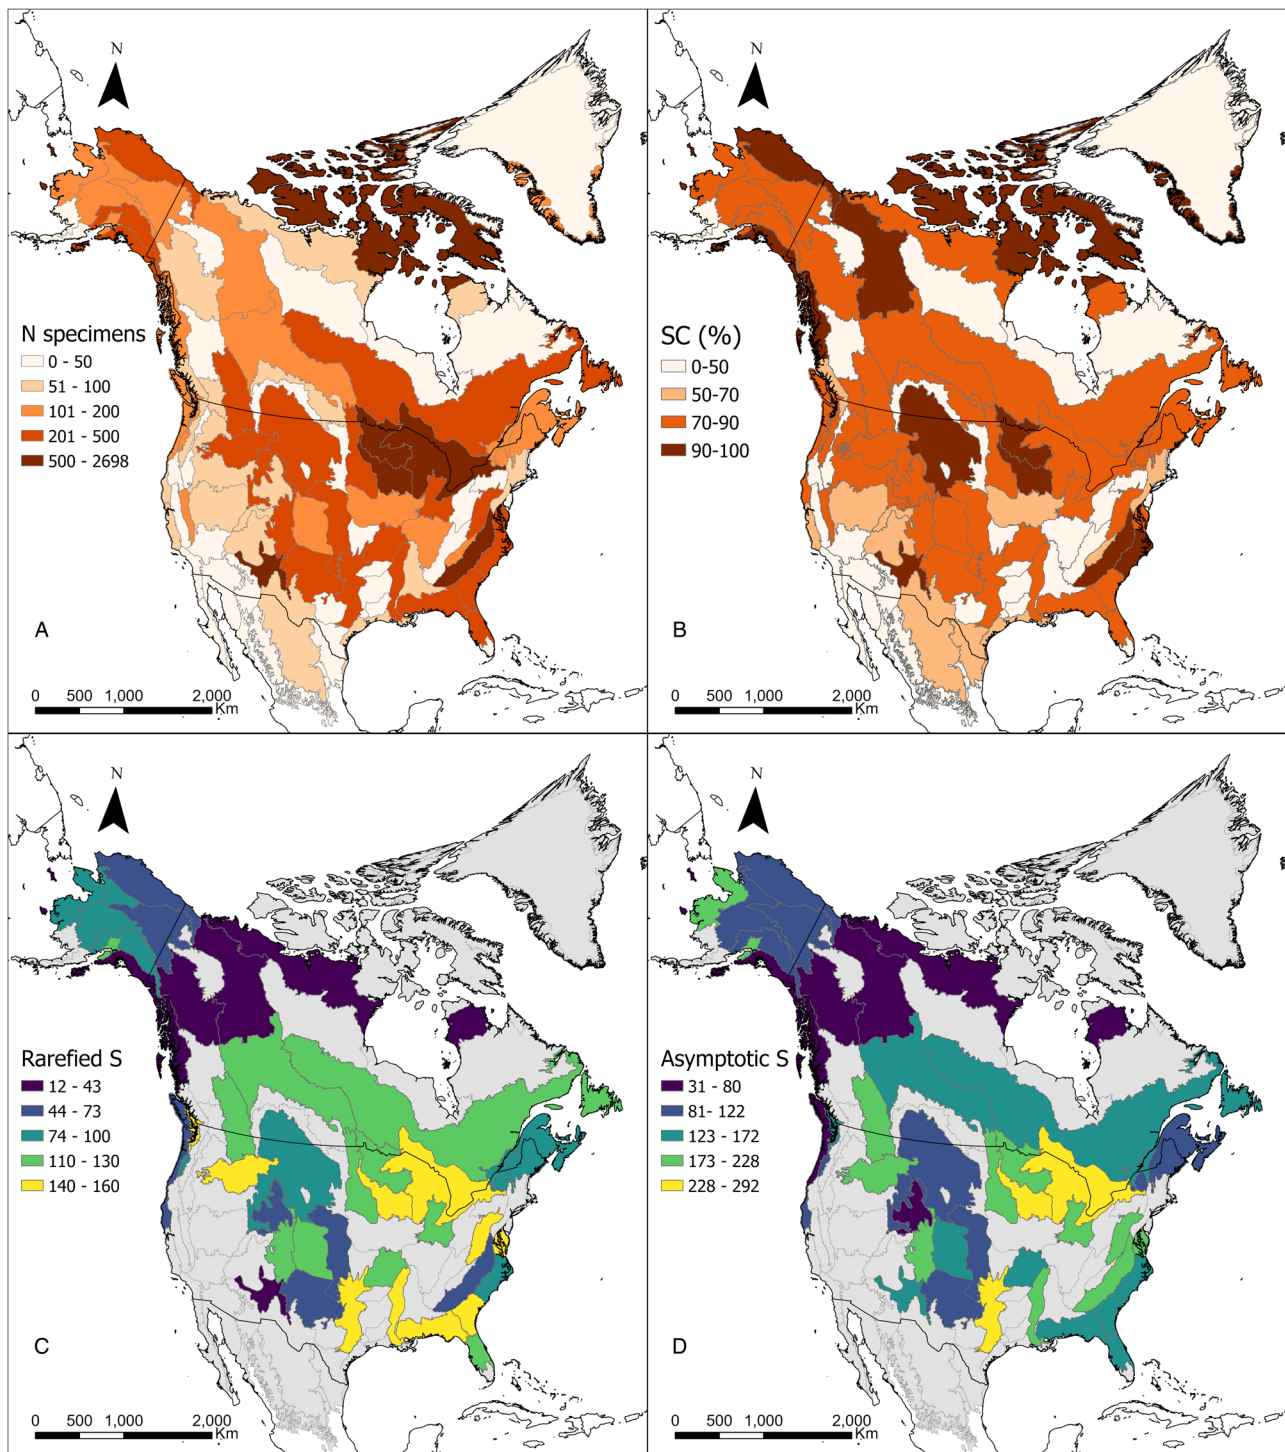 N
N specimens
0 - 50
51 - 100
101 - 200
201 - 500
500 - 2698
A
0 500 1,000 2,000
Km
N
SC (%)
0-50
50-70
70-90
90-100
B
0 500 1,000 2,000
Km
N
Rarefied S
12 - 43
44 - 73
74 - 100
110 - 130
140 - 160
C
0 500 1,000 2,000
Km
N
Asymptotic S
31 - 80
81- 122
123 - 172
173 - 228
228 - 292
D
0 500 1,000 2,000
Km